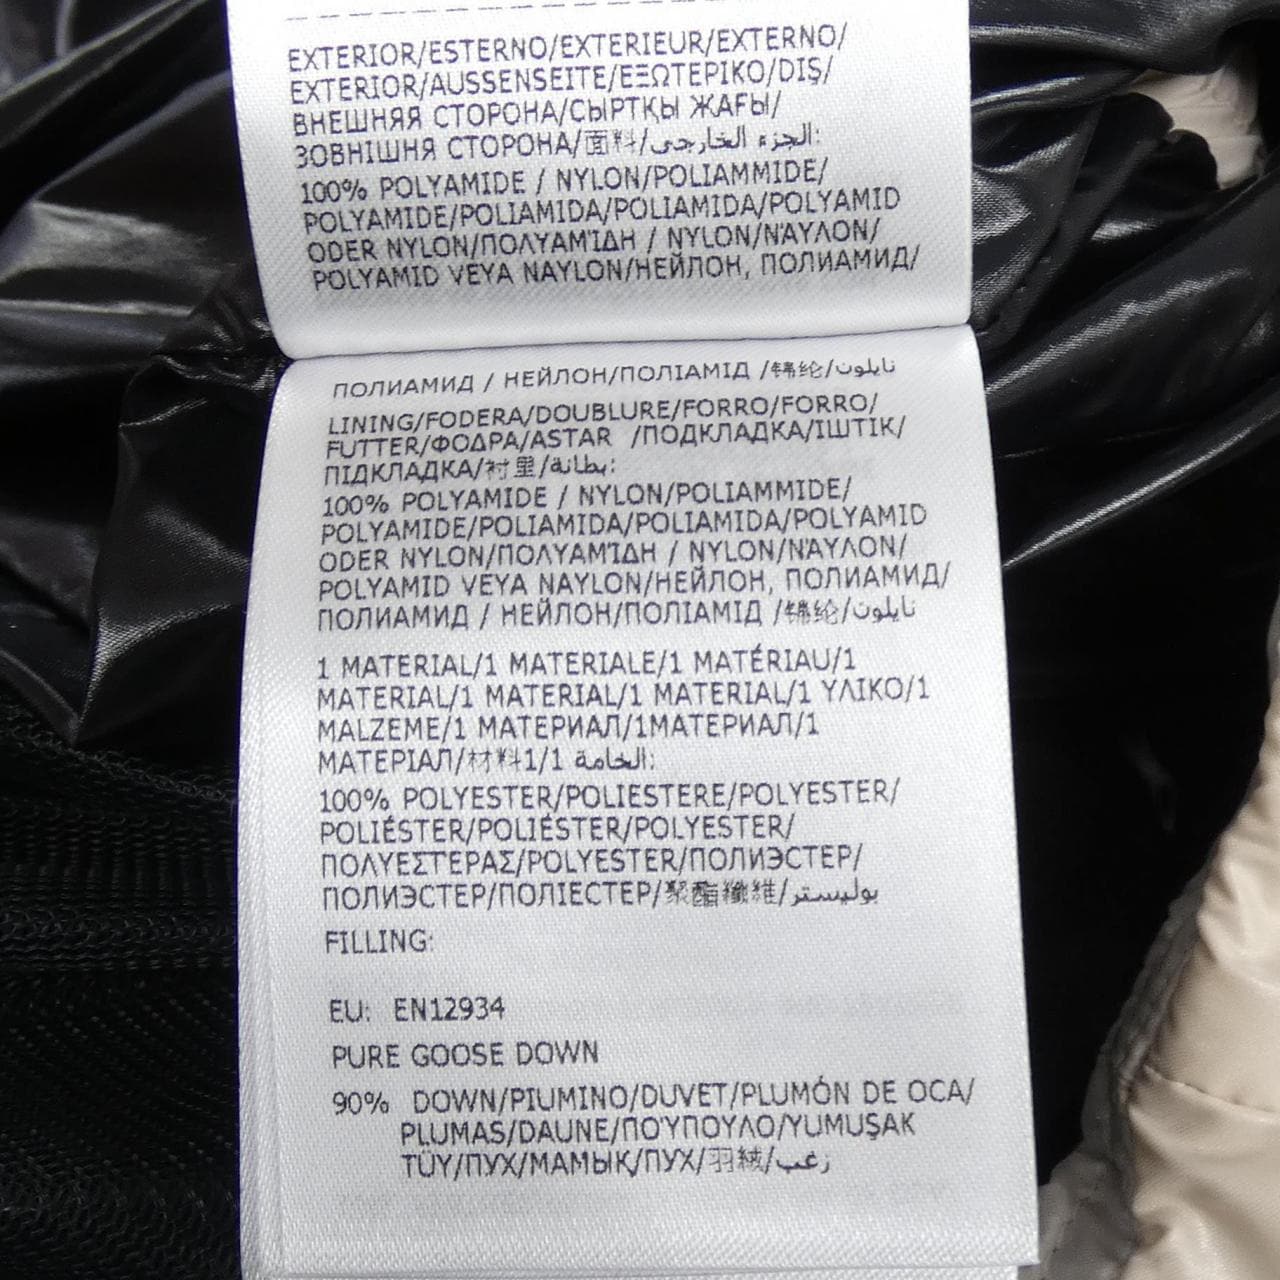 EXTERIOR/ESTERNO/EXTERIEUR/EXTERNO/
EXTERIOR/AUSSENSEITE/ΕΞΩΤΕΡΙΚΟ/DIŞ/
ВНЕШНЯЯ СТОРОНА/СЫРТҚЫ ЖАҒЫ/
ЗОВНІШНЯ СТОРОНА/面料/الجزء الخارجي:
100% POLYAMIDE / NYLON/POLIAMMIDE/
POLYAMIDE/POLIAMIDA/POLIAMIDA/POLYAMID
ODER NYLON/ΠΟΛΥΑΜΊΔΗ / NYLON/ΝΆΥΛΟΝ/
POLYAMID VEYA NAYLON/НЕЙЛОН, ПОЛИАМИД/
ПОЛИАМИД / НЕЙЛОН/ПОЛІАМІД /锦纶/نايلون
LINING/FODERA/DOUBLURE/FORRO/FORRO/
FUTTER/ΦΟΔΡΑ/ASTAR /ПОДКЛАДКА/ІШТІК/
ПІДКЛАДКА/衬里/بطانة:
100% POLYAMIDE / NYLON/POLIAMMIDE/
POLYAMIDE/POLIAMIDA/POLIAMIDA/POLYAMID
ODER NYLON/ΠΟΛΥΑΜΊΔΗ / NYLON/ΝΆΥΛΟΝ/
POLYAMID VEYA NAYLON/НЕЙЛОН, ПОЛИАМИД/
ПОЛИАМИД / НЕЙЛОН/ПОЛІАМІД /锦纶/نايلون
1 MATERIAL/1 MATERIALE/1 MATÉRIAU/1
MATERIAL/1 MATERIAL/1 MATERIAL/1 ΥΛΙΚΟ/1
MALZEME/1 МАТЕРИАЛ/1МАТЕРИАЛ/1
МАТЕРІАЛ/材料1/1 الخامة:
100% POLYESTER/POLIESTERE/POLYESTER/
POLIÉSTER/POLIÉSTER/POLYESTER/
ΠΟΛΥΕΣΤΕΡΑΣ/POLYESTER/ПОЛИЭСТЕР/
ПОЛИЭСТЕР/ПОЛІЕСТЕР/聚酯纖維/بوليستر
FILLING:
EU: EN12934
PURE GOOSE DOWN
90% DOWN/PIUMINO/DUVET/PLUMÓN DE OCA/
PLUMAS/DAUNE/ΠΟΎΠΟΥΛΟ/YUMUŞAK
TÜY/ПУХ/МАМЫҚ/ПУХ/羽絨/زغب